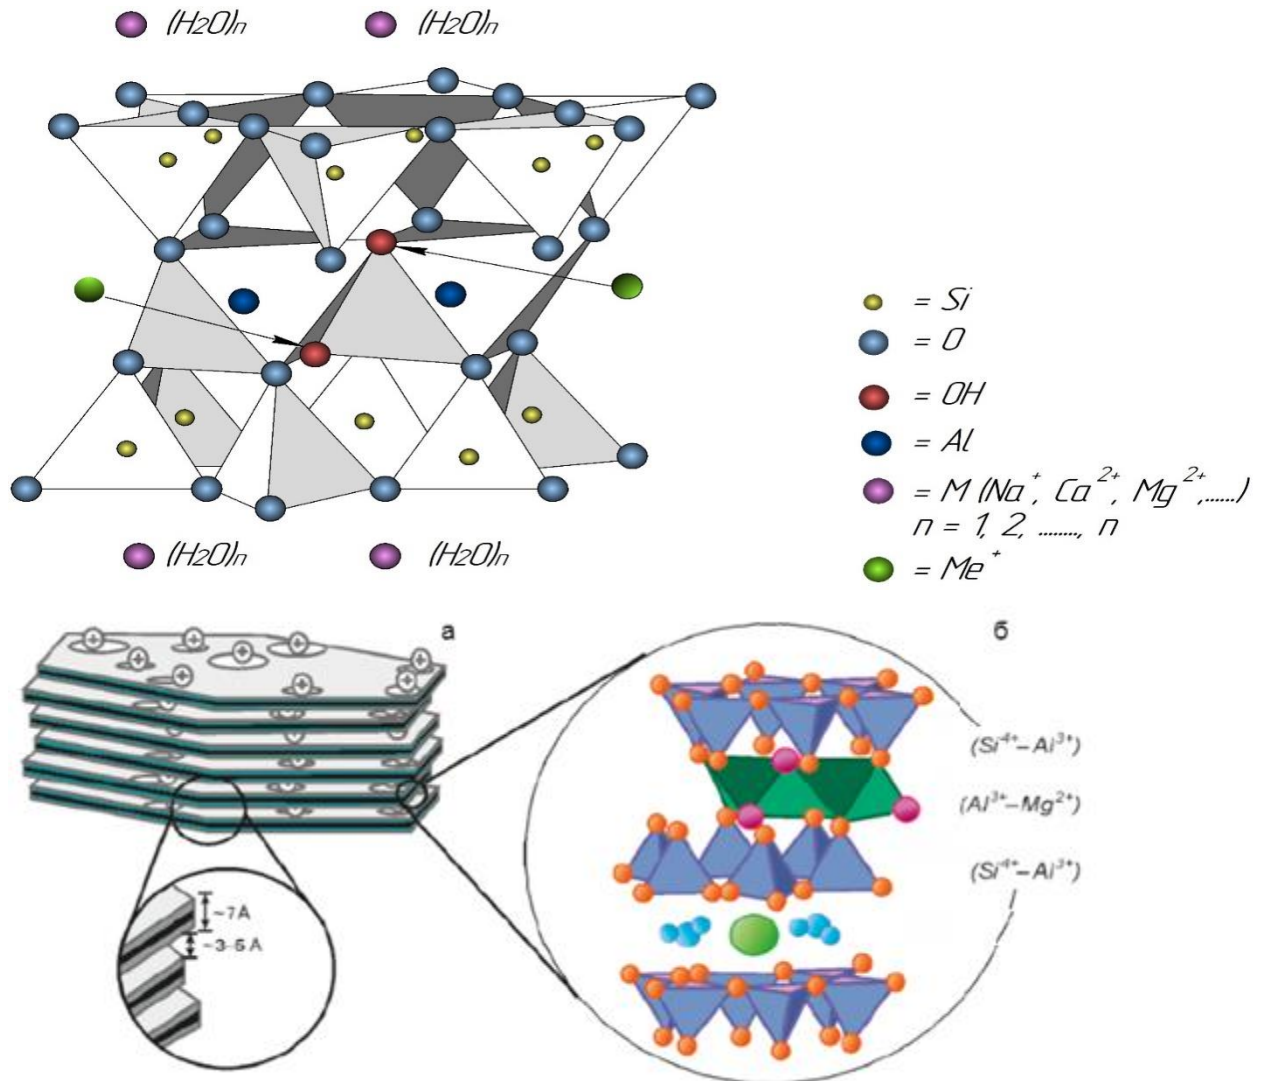 (H2O)n (H2O)n
= Si
= O
= OH
= Al
= M (Na+, Ca2+, Mg2+,......)
n = 1, 2, ........, n
= Me+
(H2O)n (H2O)n
а
б
(Si4+–Al3+)
(Al3+–Mg2+)
(Si4+–Al3+)
~7Å
~3-5Å